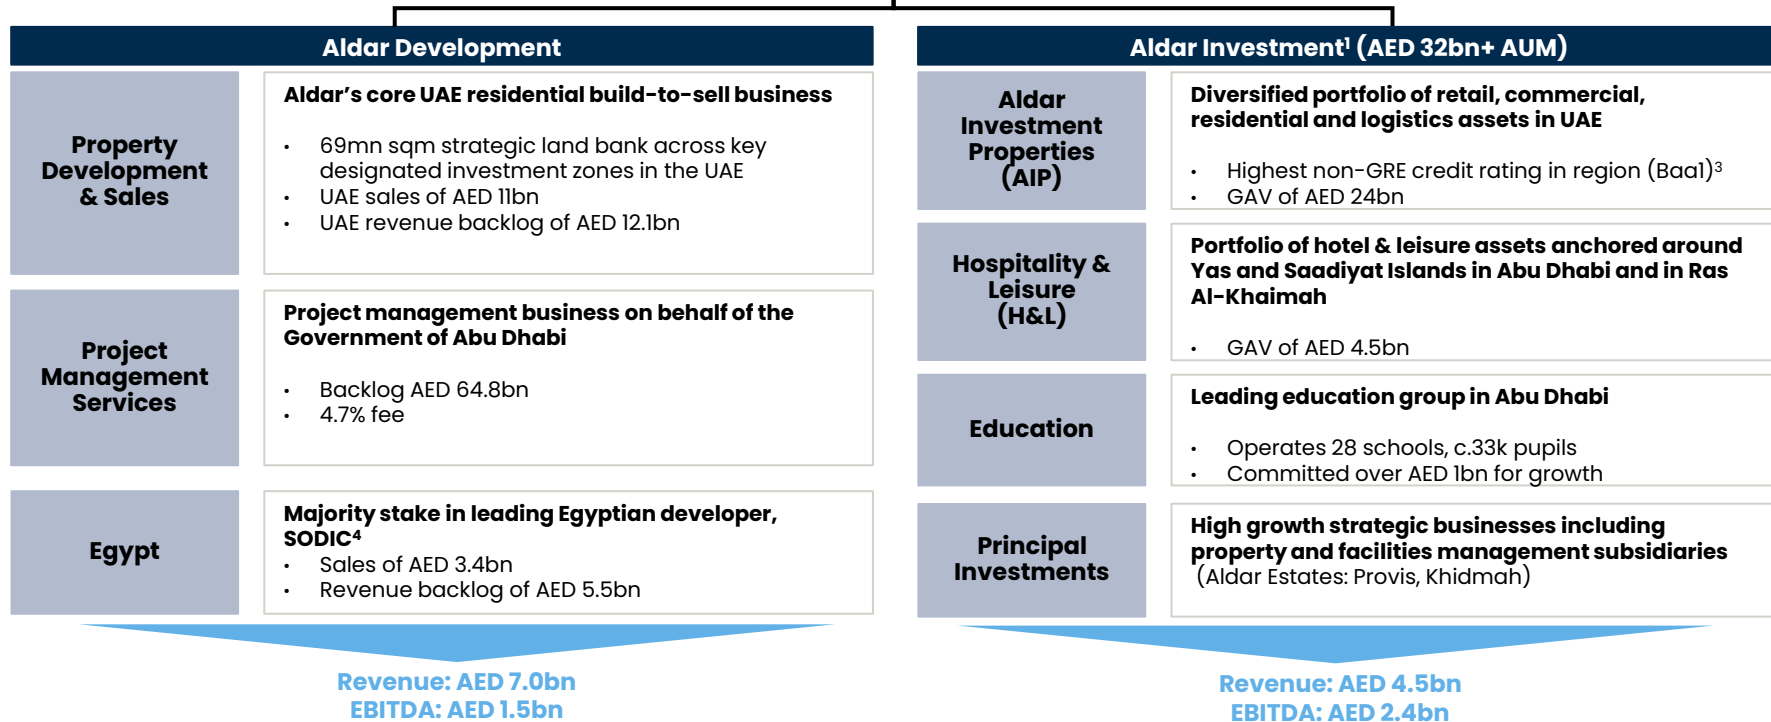 Aldar Development
Property
Development
& Sales
Aldar's core UAE residential build-to-sell business
• 69mn sqm strategic land bank across key
designated investment zones in the UAE
• UAE sales of AED 11bn
• UAE revenue backlog of AED 12.1bn
Project
Management
Services
Project management business on behalf of the
Government of Abu Dhabi
• Backlog AED 64.8bn
• 4.7% fee
Egypt
Majority stake in leading Egyptian developer,
SODIC⁴
• Sales of AED 3.4bn
• Revenue backlog of AED 5.5bn
Revenue: AED 7.0bn
EBITDA: AED 1.5bn
Aldar Investment¹ (AED 32bn+ AUM)
Aldar
Investment
Properties
(AIP)
Diversified portfolio of retail, commercial,
residential and logistics assets in UAE
• Highest non-GRE credit rating in region (Baa1)³
• GAV of AED 24bn
Hospitality &
Leisure
(H&L)
Portfolio of hotel & leisure assets anchored around
Yas and Saadiyat Islands in Abu Dhabi and in Ras
Al-Khaimah
• GAV of AED 4.5bn
Education
Leading education group in Abu Dhabi
• Operates 28 schools, c.33k pupils
• Committed over AED 1bn for growth
Principal
Investments
High growth strategic businesses including
property and facilities management subsidiaries
(Aldar Estates: Provis, Khidmah)
Revenue: AED 4.5bn
EBITDA: AED 2.4bn